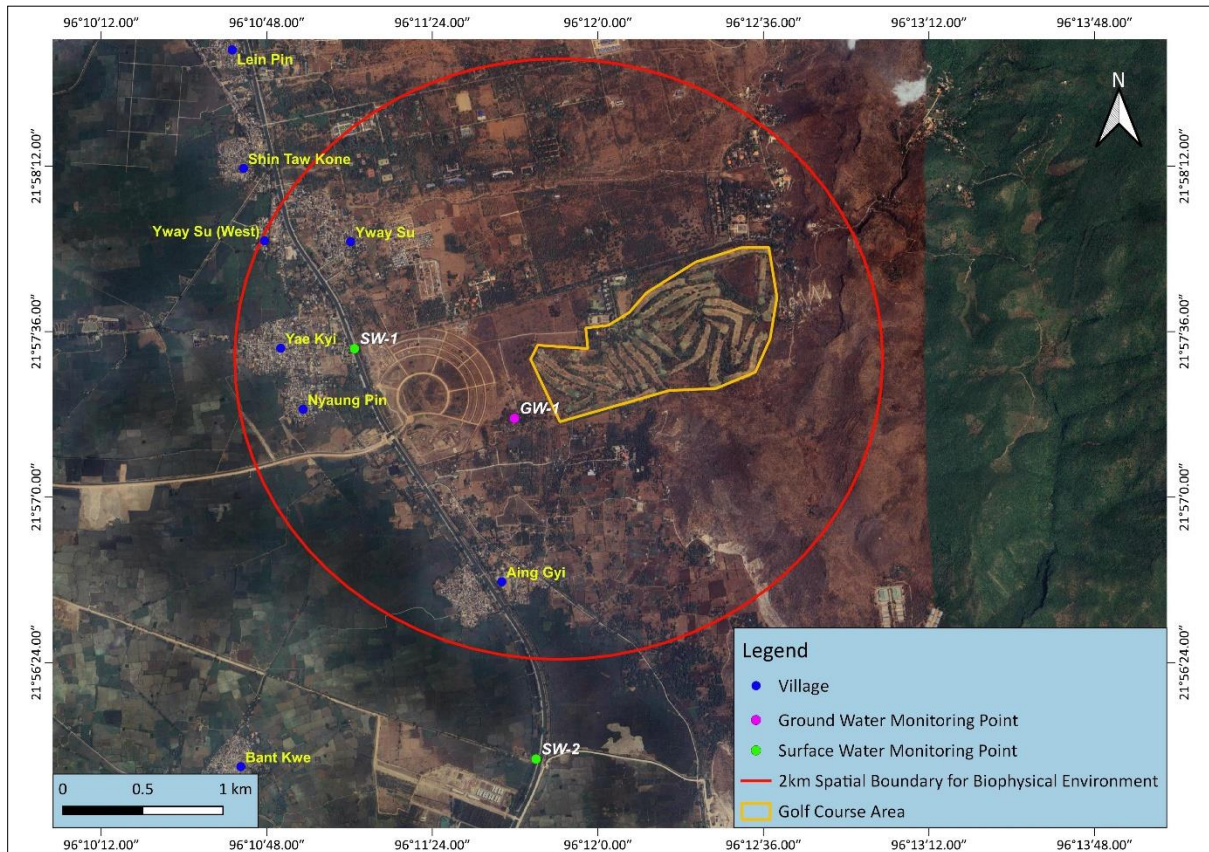 96°10'12.00" 96°10'48.00" 96°11'24.00" 96°12'0.00" 96°12'36.00" 96°13'12.00" 96°13'48.00"
Lein Pin
N
21°58'12.00" 21°58'12.00"
Shin Taw Kone
Yway Su (West) Yway Su
21°57'36.00" 21°57'36.00"
Yae Kyi SW-1
Nyaung Pin GW-1
21°57'0.00" 21°57'0.00"
Aing Gyi
21°56'24.00" 21°56'24.00"
SW-2
Bant Kwe
0 0.5 1 km
Legend
Village
Ground Water Monitoring Point
Surface Water Monitoring Point
2km Spatial Boundary for Biophysical Environment
Golf Course Area
96°10'12.00" 96°10'48.00" 96°11'24.00" 96°12'0.00" 96°12'36.00" 96°13'12.00" 96°13'48.00"